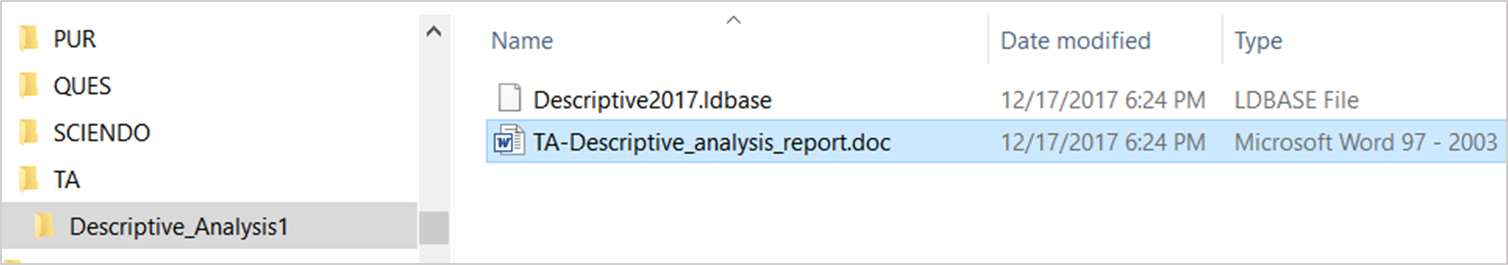 PUR
QUES
SCIENDO
TA
Descriptive_Analysis1
Name Date modified Type
Descriptive2017.ldbase 12/17/2017 6:24 PM LDBASE File
TA-Descriptive_analysis_report.doc 12/17/2017 6:24 PM Microsoft Word 97 - 2003